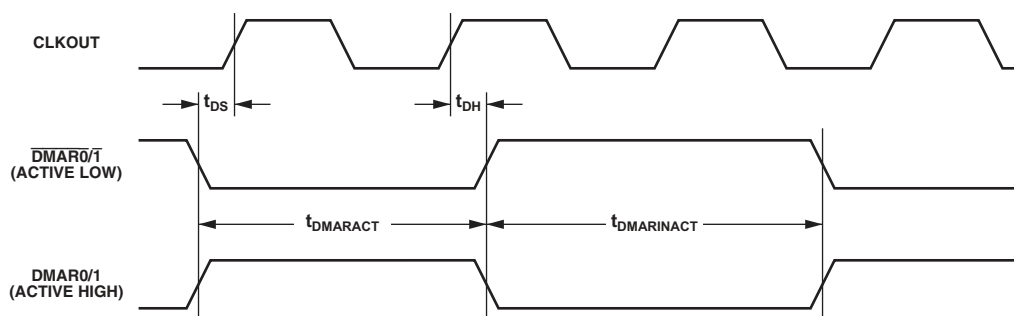 CLKOUT
tDS
tDH
DMAR0/1
(ACTIVE LOW)
tDMARACT
tDMARINACT
DMAR0/1
(ACTIVE HIGH)